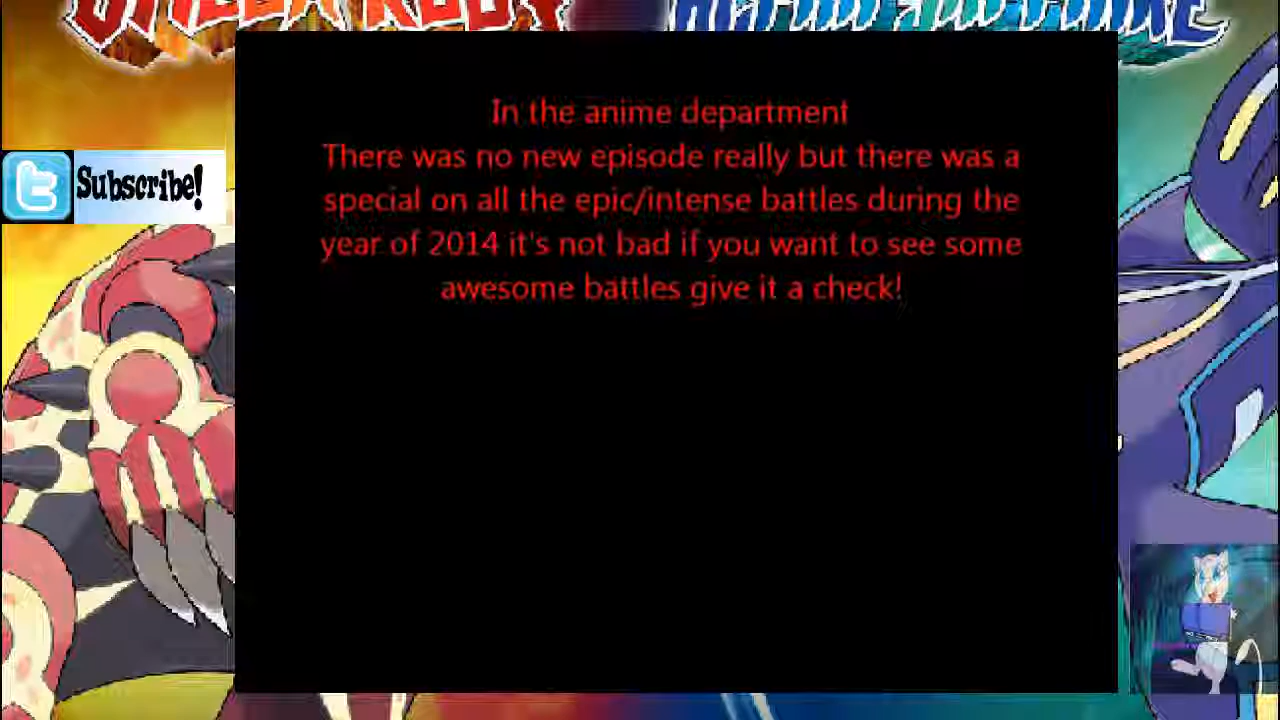 In the anime department
There was no new episode really but there was a
special on all the epic/intense battles during the
year of 2014 it's not bad if you want to see some
awesome battles give it a check!
Subscribe!